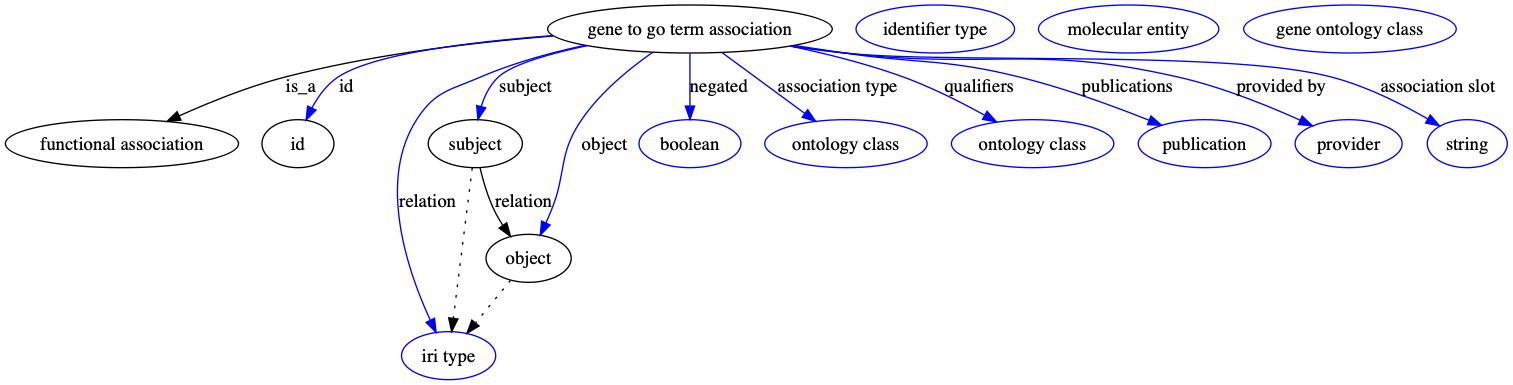 gene to go term association
identifier type
molecular entity
gene ontology class
is_a
id
subject
negated
association type
qualifiers
publications
provided by
association slot
functional association
id
subject
object
boolean
ontology class
ontology class
publication
provider
string
relation
relation
object
iri type